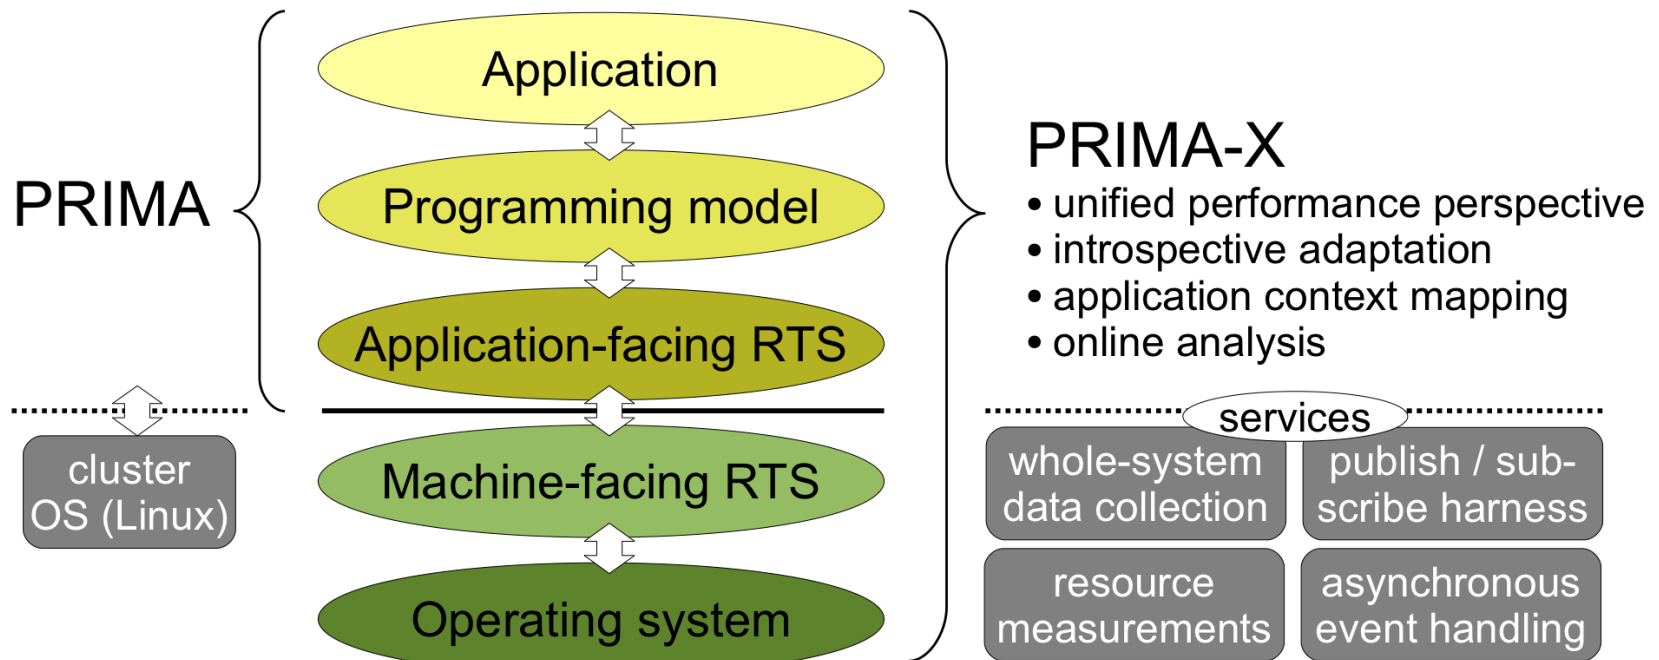 PRIMA
Application
Programming model
Application-facing RTS
Machine-facing RTS
Operating system
cluster
OS (Linux)
PRIMA-X
• unified performance perspective
• introspective adaptation
• application context mapping
• online analysis
services
whole-system
data collection
publish / sub-
scribe harness
resource
measurements
asynchronous
event handling